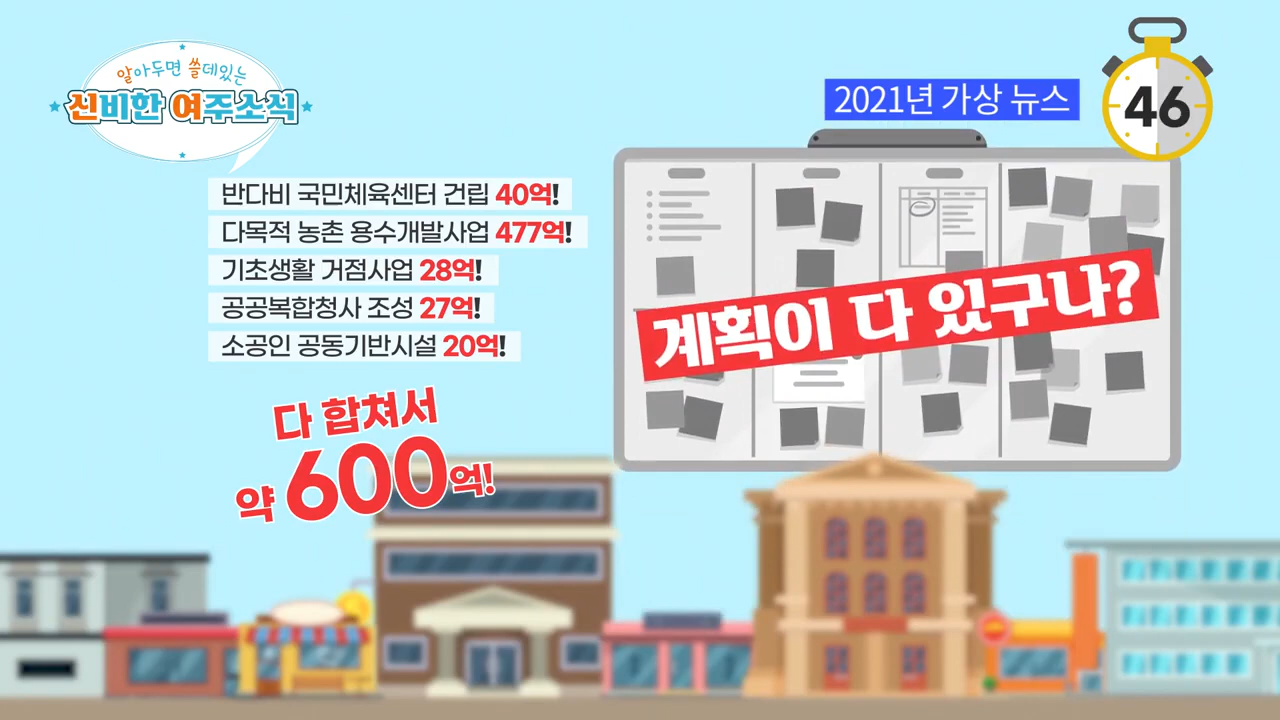 알아두면 쓸데있는
신비한 여주소식
2021년 가상 뉴스
46
반다비 국민체육센터 건립 40억!
다목적 농촌 용수개발사업 477억!
기초생활 거점사업 28억!
공공복합청사 조성 27억!
소공인 공동기반시설 20억!
계획이 다 있구나?
다 합쳐서
약 600억!